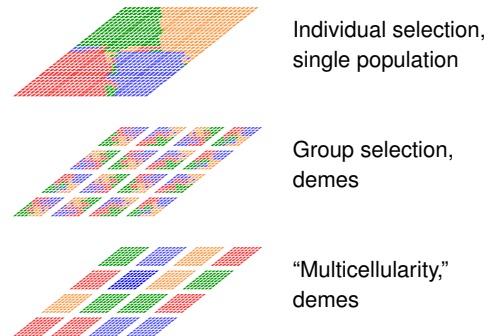 Individual selection,
single population
Group selection,
demes
“Multicellularity,”
demes